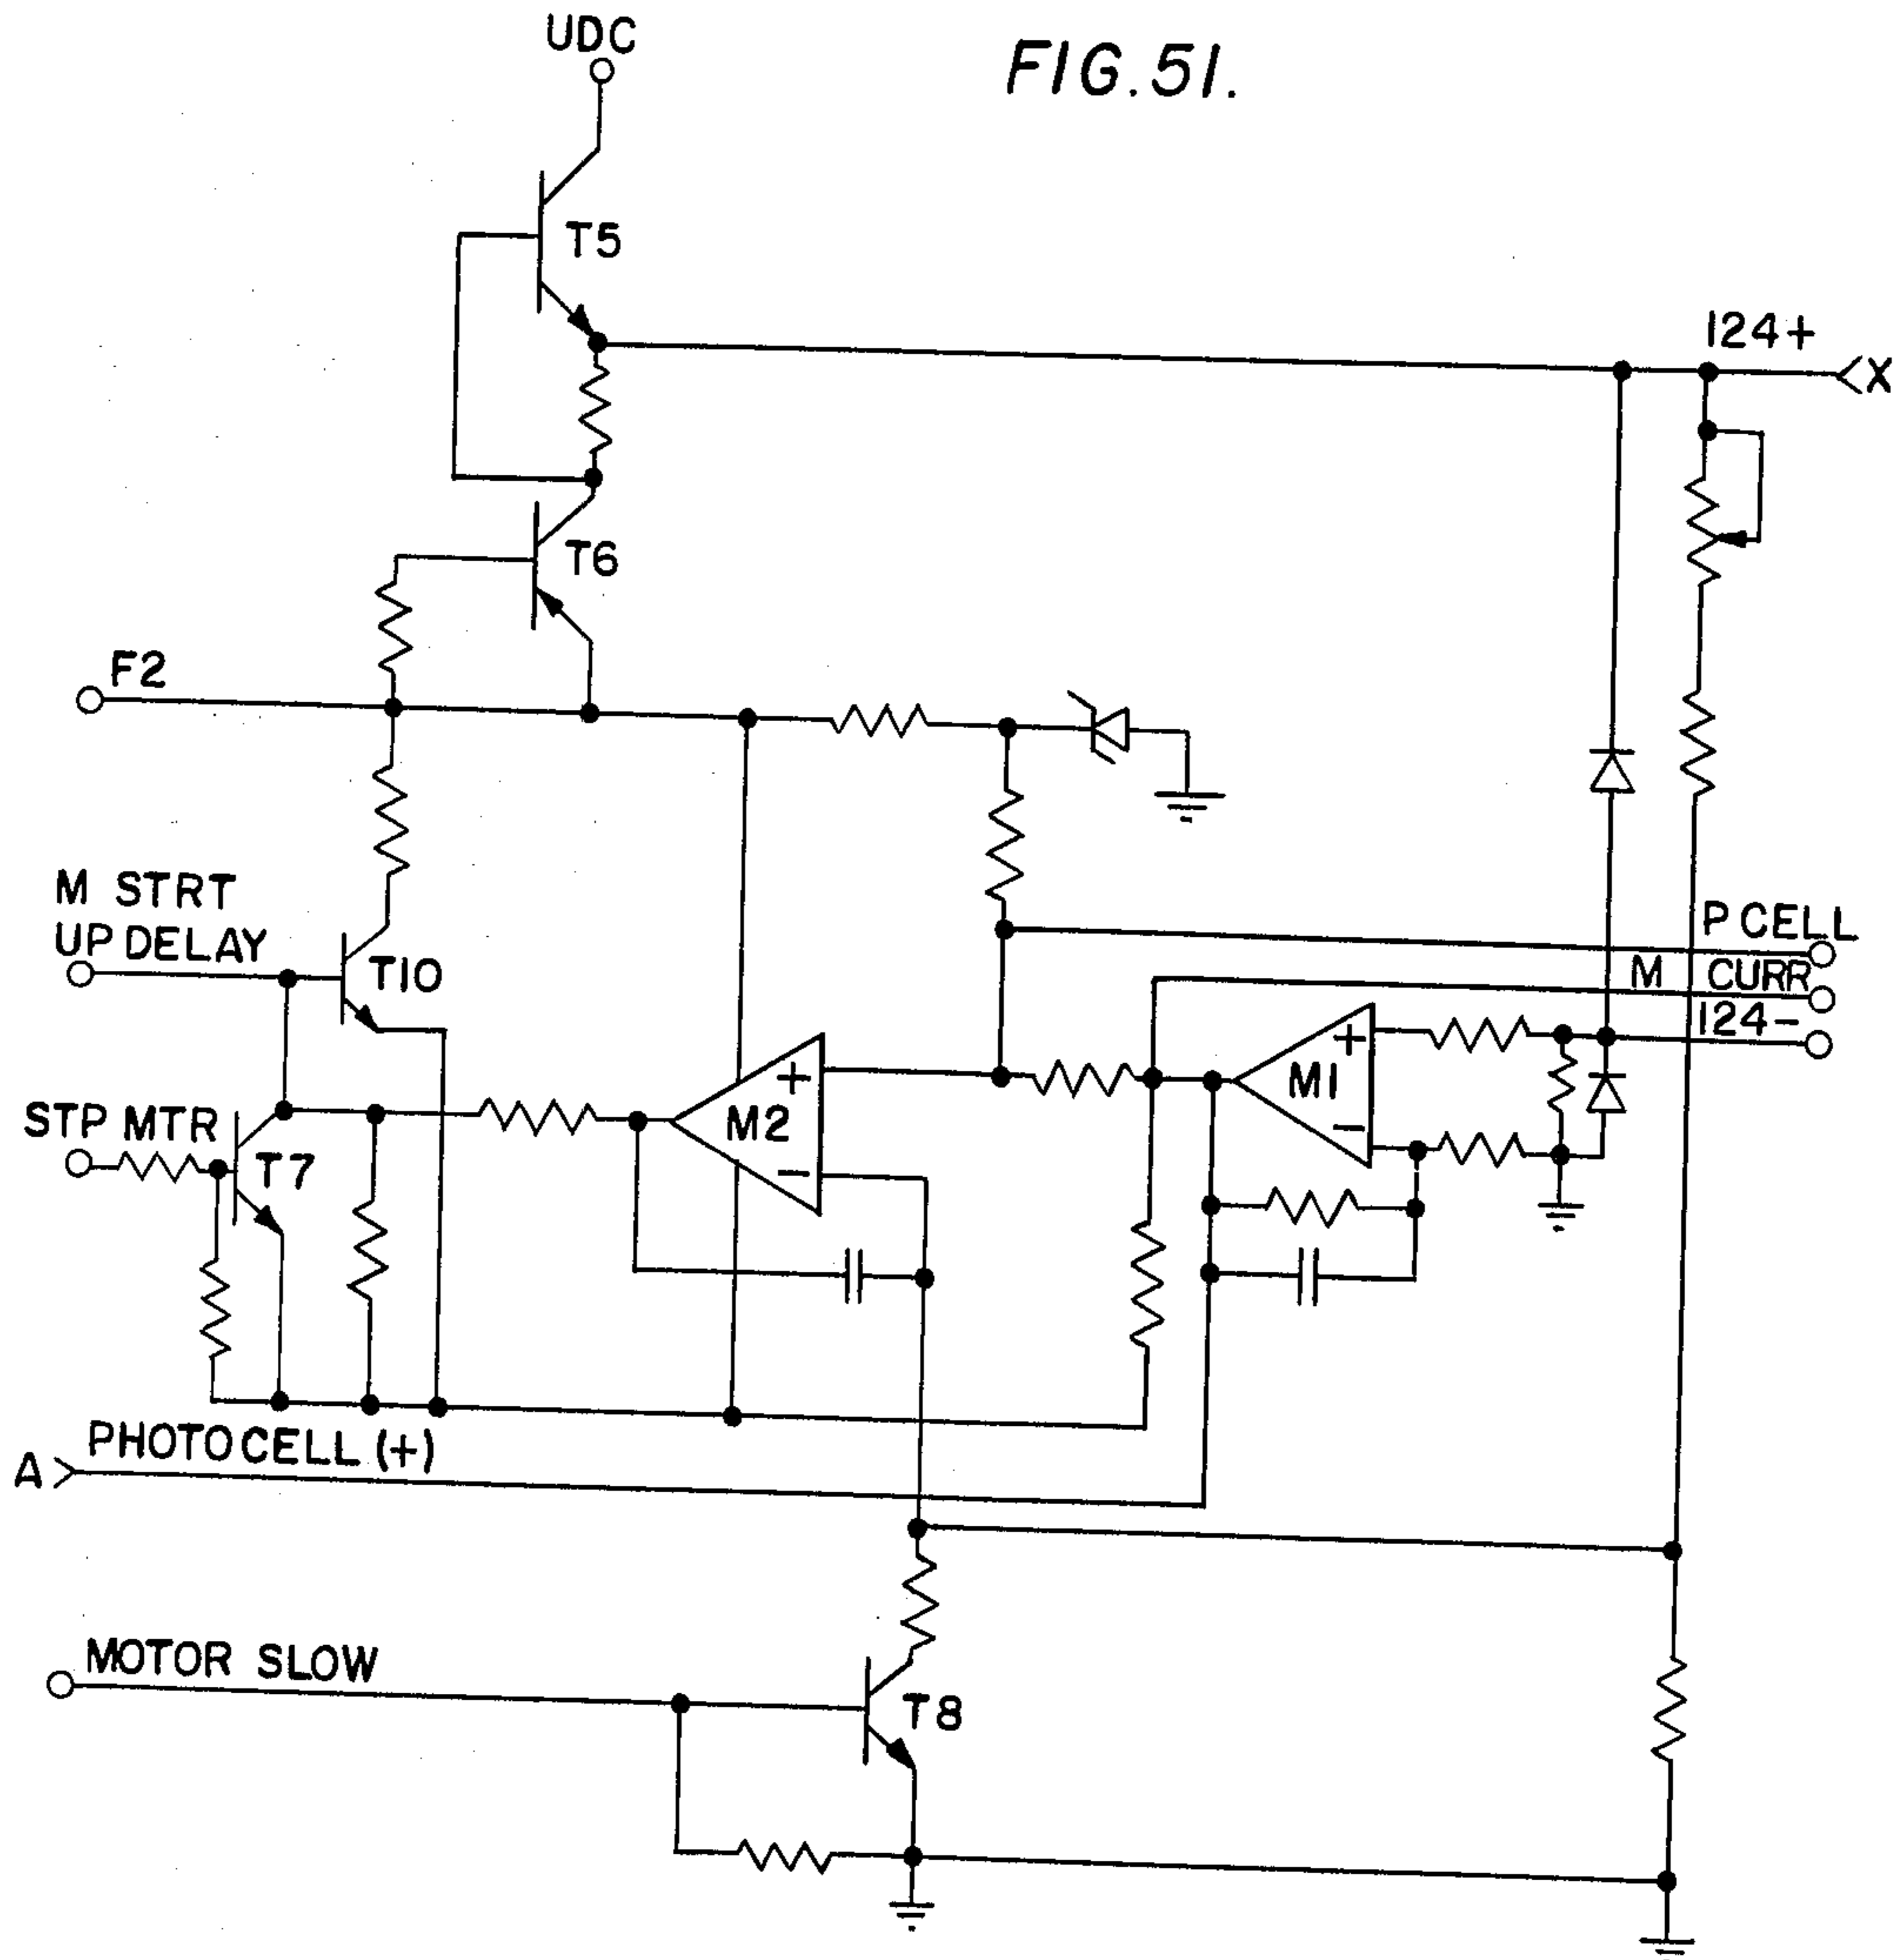 UDC
FIG.51.
T5
124+
X
T6
F2
M STRT
UP DELAY
T10
P CELL
M CURR
124-
+
M1
-
+
M2
-
STP MTR
T7
PHOTOCELL (+)
A
MOTOR SLOW
T8